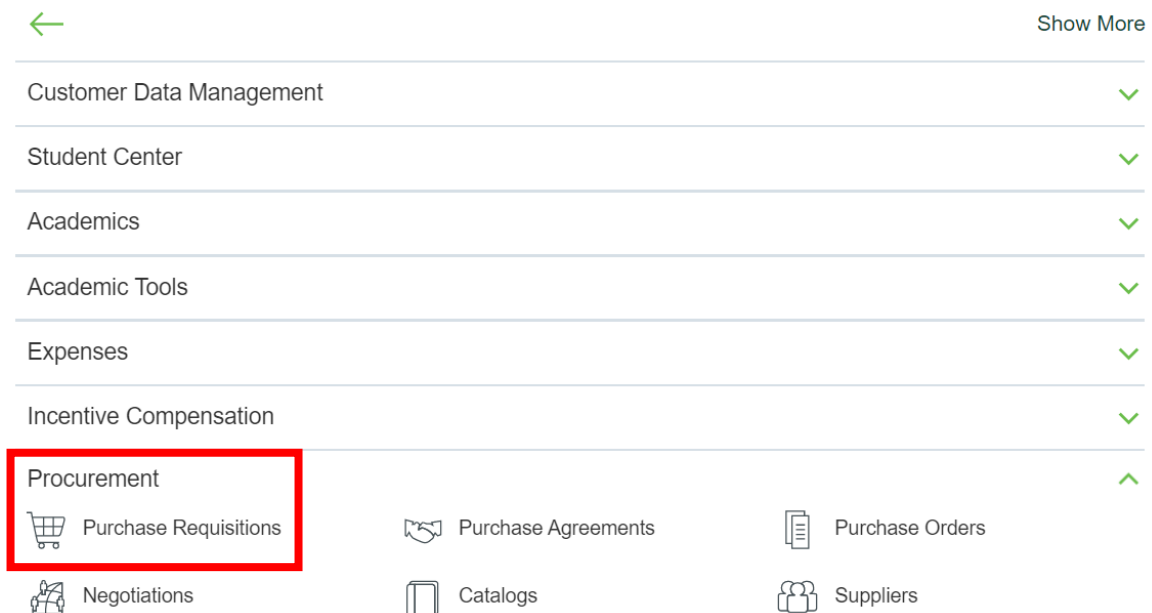 Show More
Customer Data Management
Student Center
Academics
Academic Tools
Expenses
Incentive Compensation
Procurement
Purchase Requisitions Purchase Agreements Purchase Orders
Negotiations Catalogs Suppliers